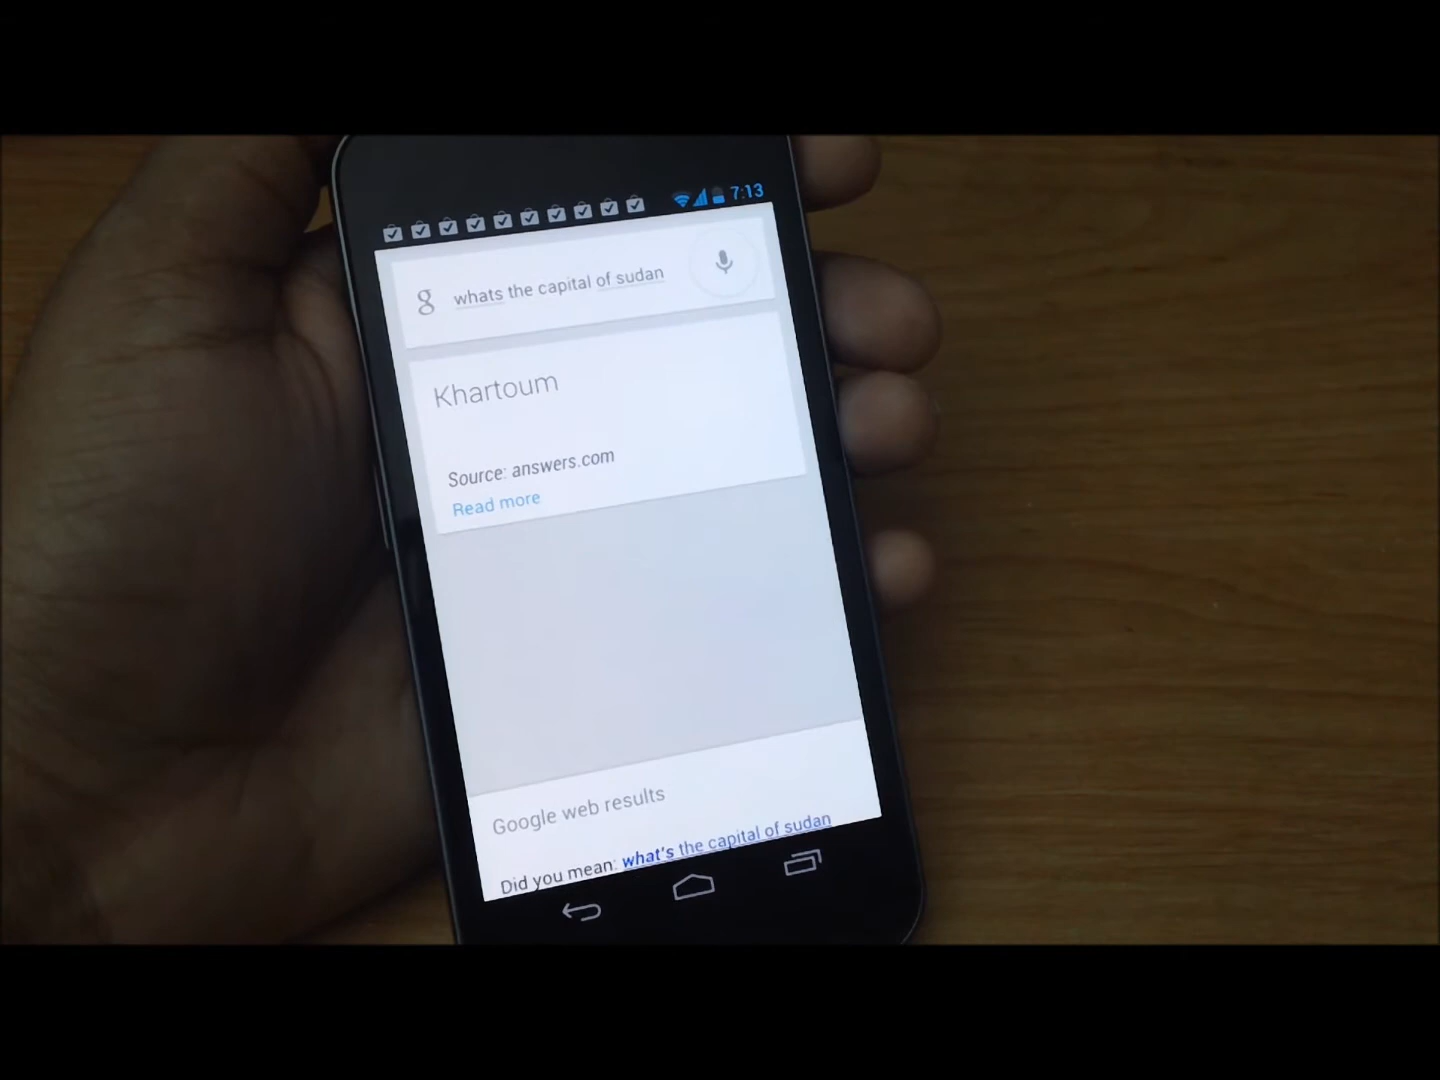 7:13
g whats the capital of sudan
Khartoum
Source: answers.com
Read more
Google web results
Did you mean: what's the capital of sudan